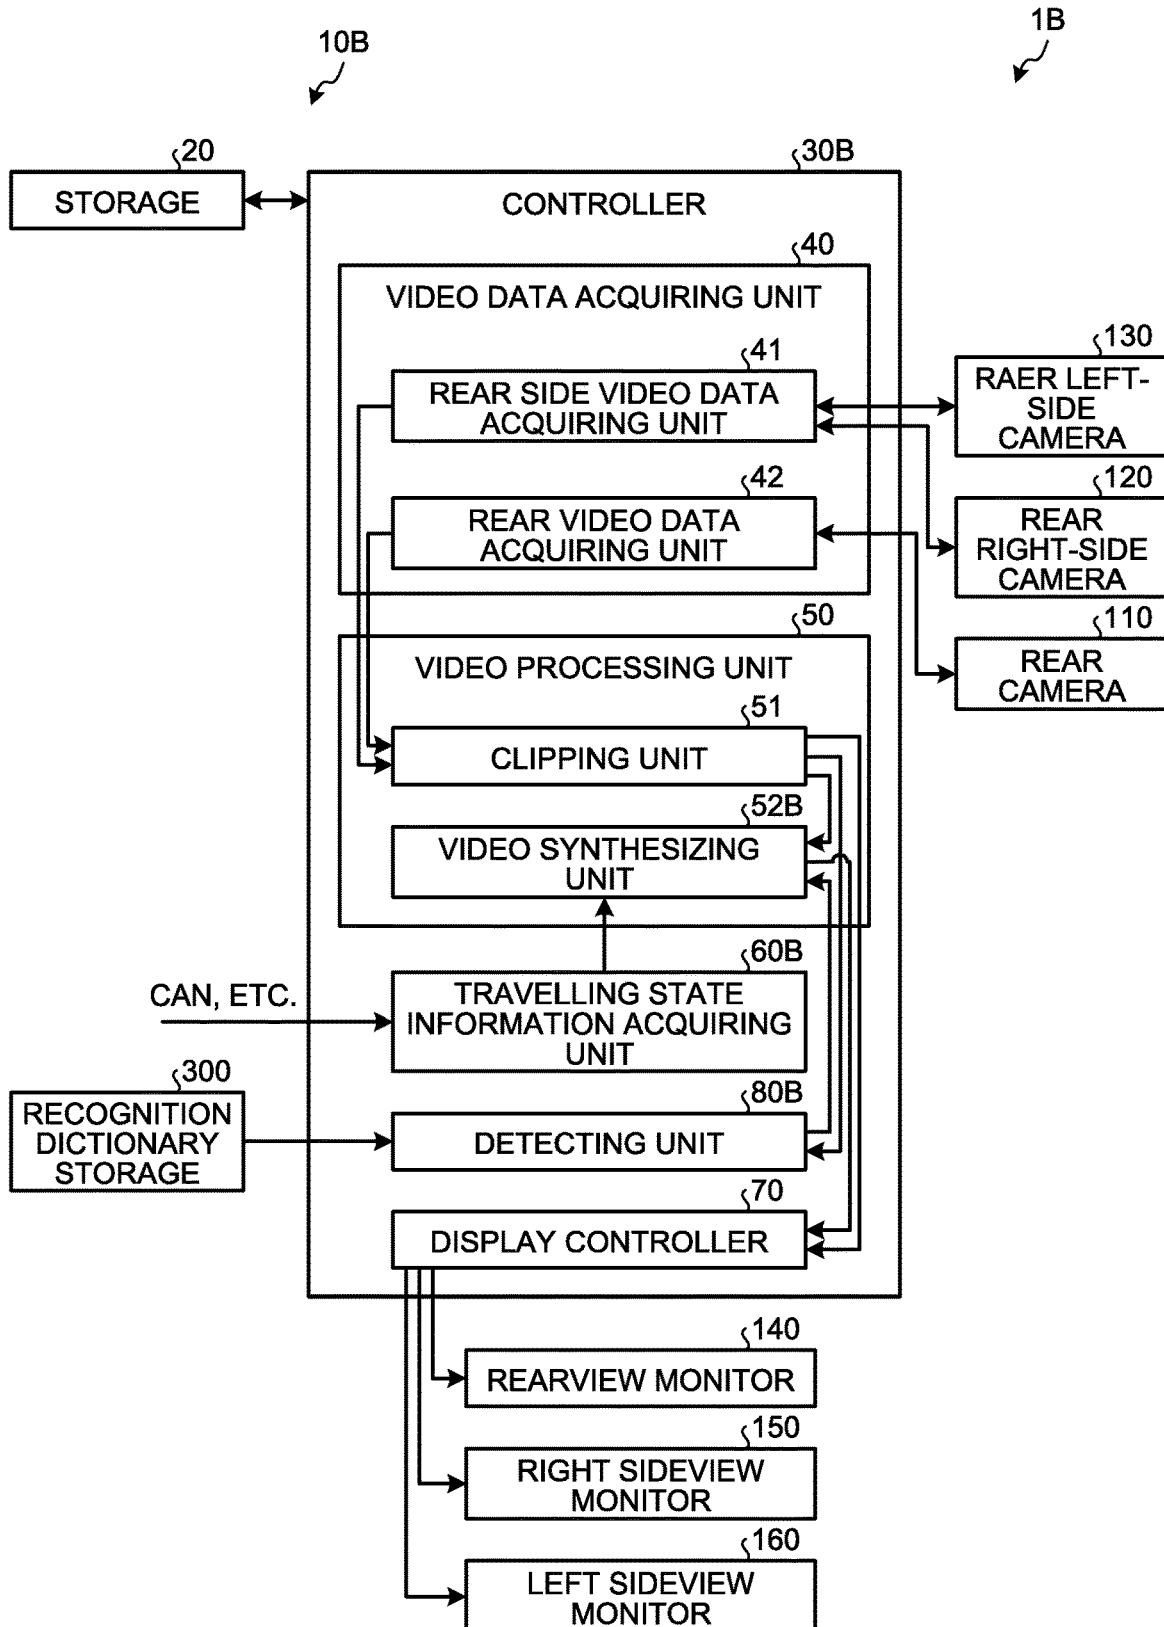 10B
1B
20
STORAGE
30B
CONTROLLER
40
VIDEO DATA ACQUIRING UNIT
41
REAR SIDE VIDEO DATA
ACQUIRING UNIT
42
REAR VIDEO DATA
ACQUIRING UNIT
130
RAER LEFT-
SIDE
CAMERA
120
REAR
RIGHT-SIDE
CAMERA
110
REAR
CAMERA
50
VIDEO PROCESSING UNIT
51
CLIPPING UNIT
52B
VIDEO SYNTHESIZING
UNIT
60B
CAN, ETC.
TRAVELLING STATE
INFORMATION ACQUIRING
UNIT
300
RECOGNITION
DICTIONARY
STORAGE
80B
DETECTING UNIT
70
DISPLAY CONTROLLER
140
REARVIEW MONITOR
150
RIGHT SIDEVIEW
MONITOR
160
LEFT SIDEVIEW
MONITOR